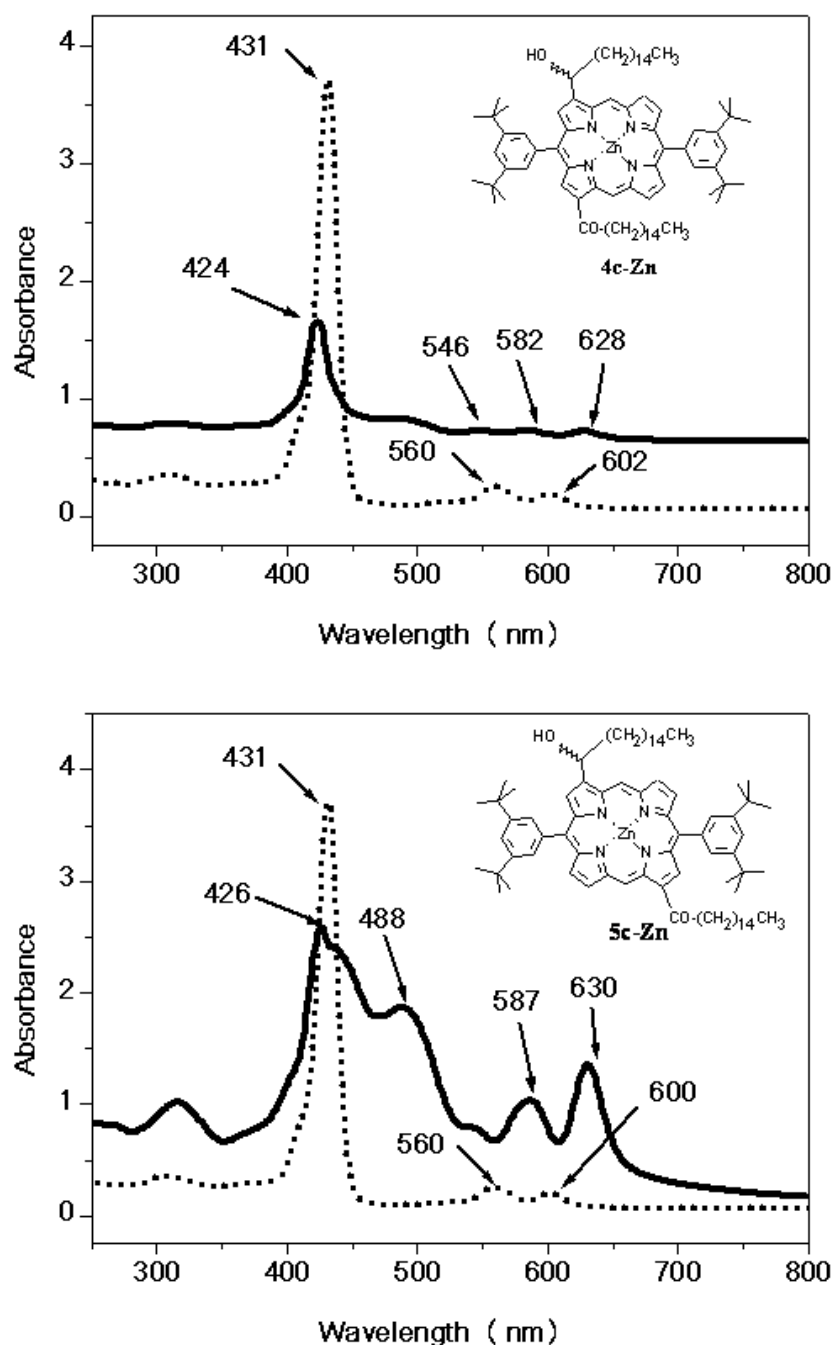 4
3
2
1
0
Absorbance
431
424
546
582
628
560
602
HO
(CH2)14CH3
N
N
Zn
N
N
CO-(CH2)14CH3
4c-Zn
300 400 500 600 700 800
Wavelength ( nm)
4
3
2
1
0
Absorbance
431
426
488
587
630
560
600
HO
(CH2)14CH3
N
N
Zn
N
N
CO-(CH2)14CH3
5c-Zn
300 400 500 600 700 800
Wavelength ( nm)